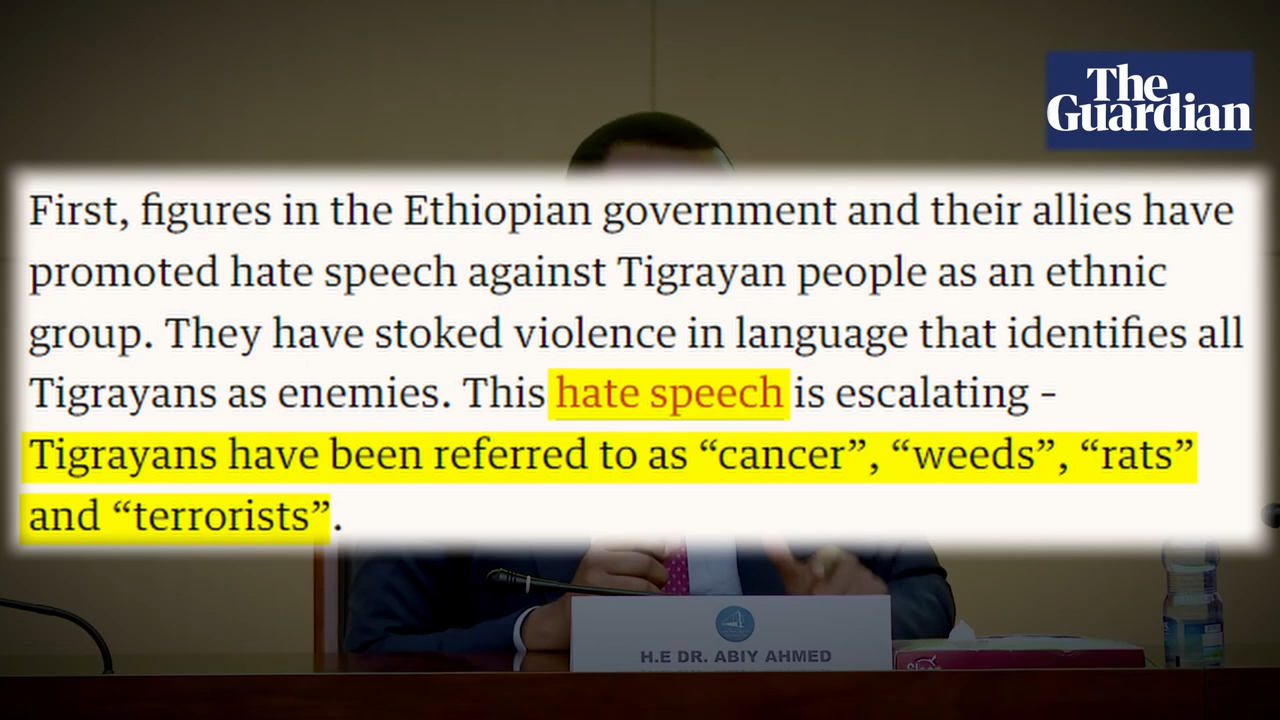 The
Guardian
First, figures in the Ethiopian government and their allies have
promoted hate speech against Tigrayan people as an ethnic
group. They have stoked violence in language that identifies all
Tigrayans as enemies. This hate speech is escalating –
Tigrayans have been referred to as “cancer”, “weeds”, “rats”
and “terrorists”.
H.E DR. ABIY AHMED